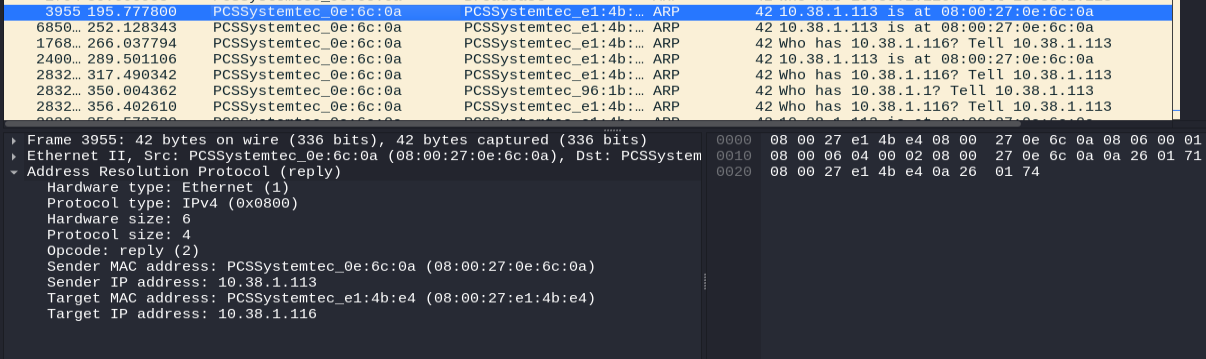 3955 195.777800 PCSSystemtec_0e:6c:0a PCSSystemtec_e1:4b:… ARP 42 10.38.1.113 is at 08:00:27:0e:6c:0a
6850… 252.128343 PCSSystemtec_0e:6c:0a PCSSystemtec_e1:4b:… ARP 42 10.38.1.113 is at 08:00:27:0e:6c:0a
1768… 266.037794 PCSSystemtec_0e:6c:0a PCSSystemtec_e1:4b:… ARP 42 Who has 10.38.1.116? Tell 10.38.1.113
2400… 289.501106 PCSSystemtec_0e:6c:0a PCSSystemtec_e1:4b:… ARP 42 10.38.1.113 is at 08:00:27:0e:6c:0a
2832… 317.490342 PCSSystemtec_0e:6c:0a PCSSystemtec_e1:4b:… ARP 42 Who has 10.38.1.116? Tell 10.38.1.113
2832… 350.004362 PCSSystemtec_0e:6c:0a PCSSystemtec_96:1b:… ARP 42 Who has 10.38.1.1? Tell 10.38.1.113
2832… 356.402610 PCSSystemtec_0e:6c:0a PCSSystemtec_e1:4b:… ARP 42 Who has 10.38.1.116? Tell 10.38.1.113
Frame 3955: 42 bytes on wire (336 bits), 42 bytes captured (336 bits)
Ethernet II, Src: PCSSystemtec_0e:6c:0a (08:00:27:0e:6c:0a), Dst: PCSSystem
Address Resolution Protocol (reply)
Hardware type: Ethernet (1)
Protocol type: IPv4 (0x0800)
Hardware size: 6
Protocol size: 4
Opcode: reply (2)
Sender MAC address: PCSSystemtec_0e:6c:0a (08:00:27:0e:6c:0a)
Sender IP address: 10.38.1.113
Target MAC address: PCSSystemtec_e1:4b:e4 (08:00:27:e1:4b:e4)
Target IP address: 10.38.1.116
0000 08 00 27 e1 4b e4 08 00 27 0e 6c 0a 08 06 00 01
0010 08 00 06 04 00 02 08 00 27 0e 6c 0a 0a 26 01 71
0020 08 00 27 e1 4b e4 0a 26 01 74